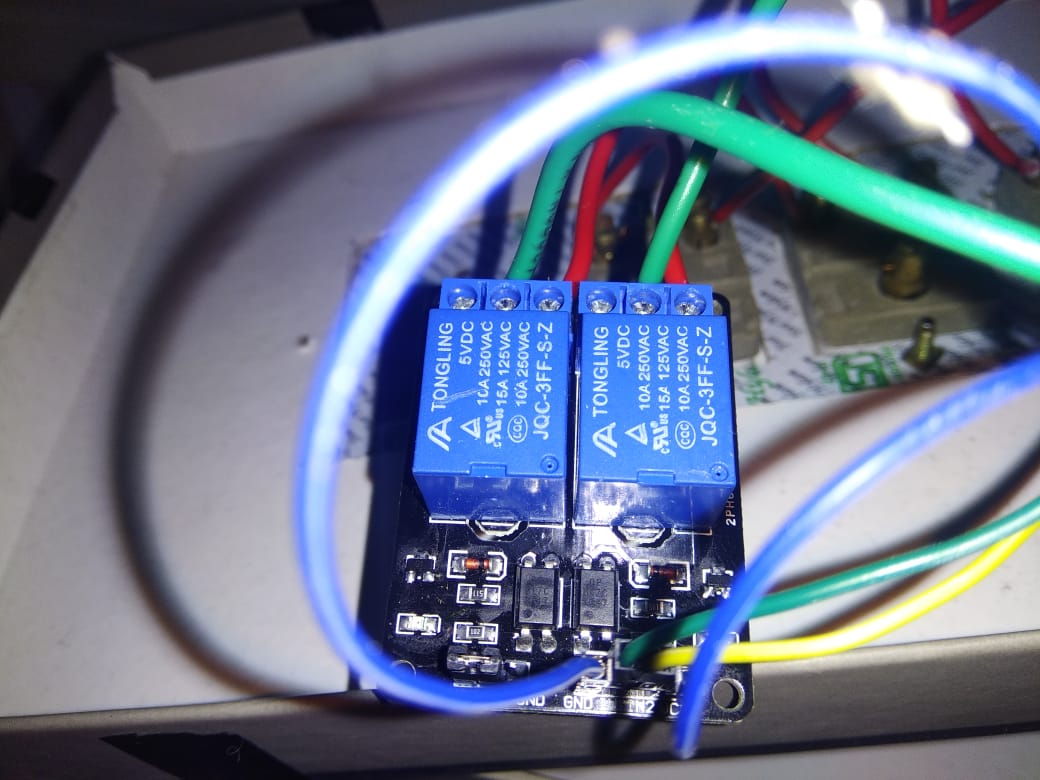 TONGLING
5VDC
10A 250VAC
15A 125VAC
10A 250VAC
JQC-3FF-S-Z
TONGLING
5VDC
10A 250VAC
15A 125VAC
10A 250VAC
JQC-3FF-S-Z
GND